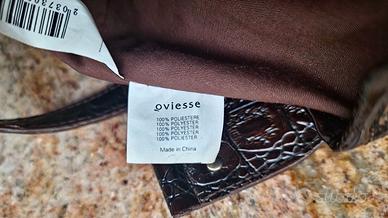 oviesse
100% POLIESTERE
100% POLYESTER
100% POLYESTER
100% POLYESTER
100% POLIESTER
Made in China